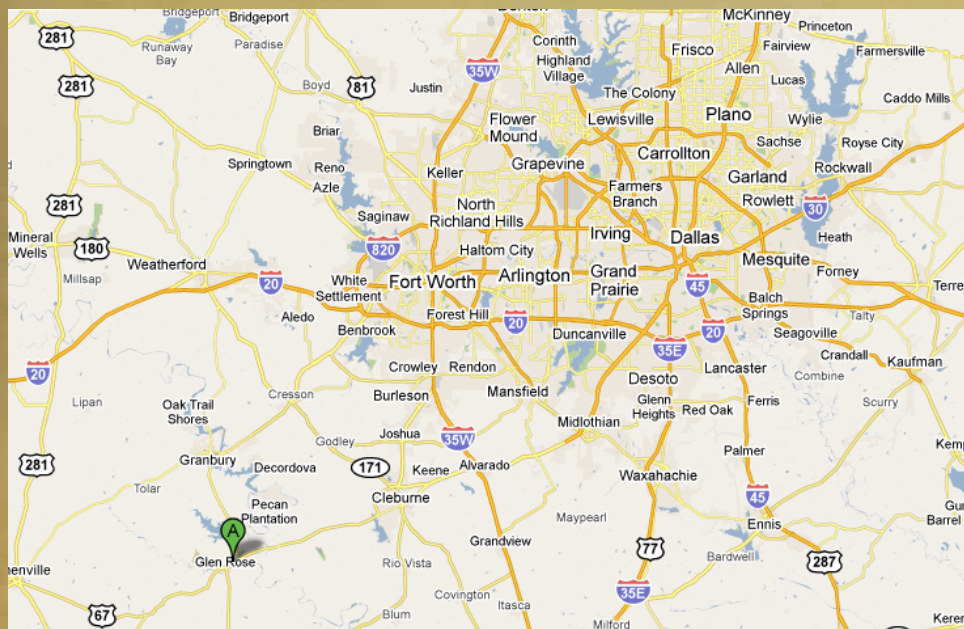 Bridgeport
Bridgeport
Princeton
McKinney
Corinth
Fairview
281
Paradise
Runaway
Bay
Highland
Village
Frisco
Farmersville
35W
Allen
281
Boyd
81
Justin
Lucas
The Colony
Caddo Mills
Plano
Flower
Mound
Lewisville
Wylie
Briar
Sachse
Royse City
Carrollton
Springtown
Reno
Grapevine
Rockwall
Keller
Garland
Azle
Farmers
Branch
Rowlett
281
Saginaw
North
Richland Hills
30
Irving
Dallas
Heath
Mineral
Wells
180
820
Haltom City
Mesquite
Weatherford
Millsap
White
Settlement
Fort Worth
Arlington
Grand
Prairie
Forney
20
45
Balch
Springs
Aledo
Forest Hill
20
Talty
Benbrook
Duncanville
20
Seagoville
35E
Crandall
Kaufman
20
Crowley
Rendon
Lancaster
Desoto
Combine
Mansfield
Cresson
Burleson
Glenn
Heights
Ferris
Lipan
Oak Trail
Shores
Red Oak
Scurry
Midlothian
Joshua
35W
Godley
Palmer
281
Granbury
Decordova
171
Keene
Alvarado
Waxahachie
Tolar
Cleburne
45
Pecan
Plantation
Maypearl
Ennis
Barrel
A
Grandview
77
Bardwell
287
Glen Rose
Rio Vista
35E
Covington
Itasca
67
Blum
Milford